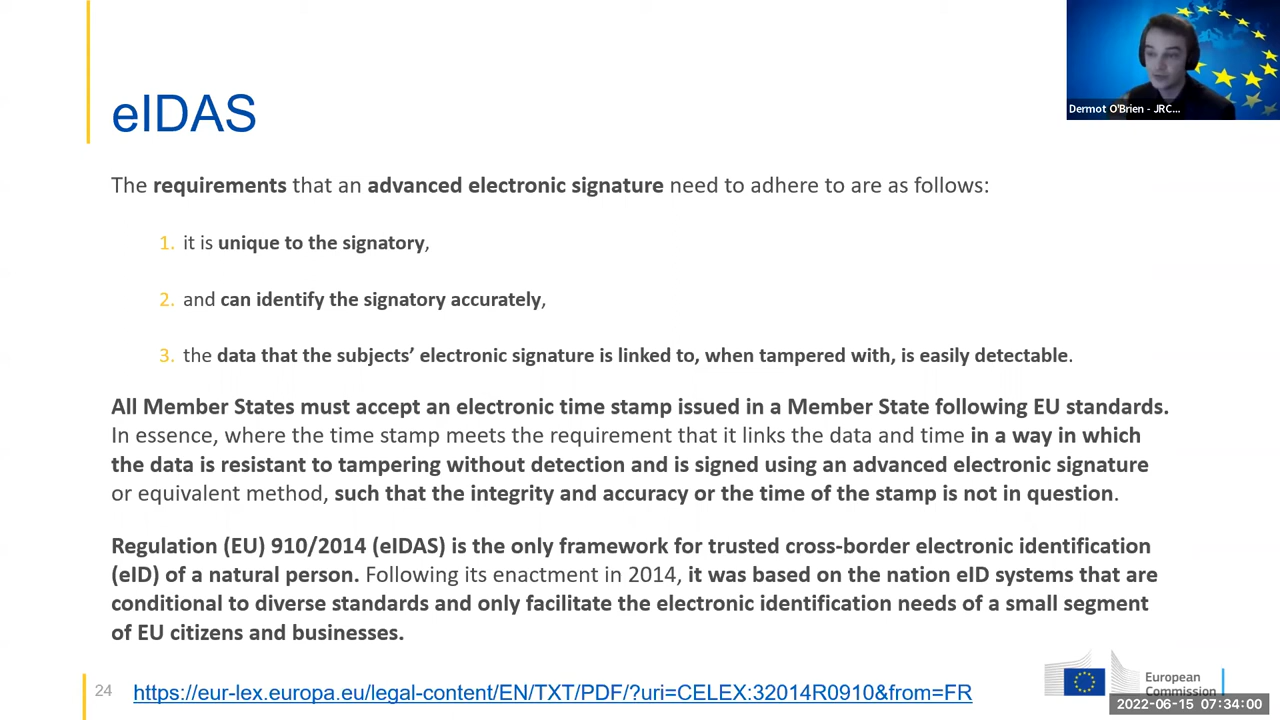 eIDAS
Dermot O'Brien - JRC...
The requirements that an advanced electronic signature need to adhere to are as follows:
1. it is unique to the signatory,
2. and can identify the signatory accurately,
3. the data that the subjects’ electronic signature is linked to, when tampered with, is easily detectable.
All Member States must accept an electronic time stamp issued in a Member State following EU standards.
In essence, where the time stamp meets the requirement that it links the data and time in a way in which
the data is resistant to tampering without detection and is signed using an advanced electronic signature
or equivalent method, such that the integrity and accuracy or the time of the stamp is not in question.
Regulation (EU) 910/2014 (eIDAS) is the only framework for trusted cross-border electronic identification
(eID) of a natural person. Following its enactment in 2014, it was based on the nation eID systems that are
conditional to diverse standards and only facilitate the electronic identification needs of a small segment
of EU citizens and businesses.
24
https://eur-lex.europa.eu/legal-content/EN/TXT/PDF/?uri=CELEX:32014R0910&from=FR
European
Commission
2022-06-15 07:34:00